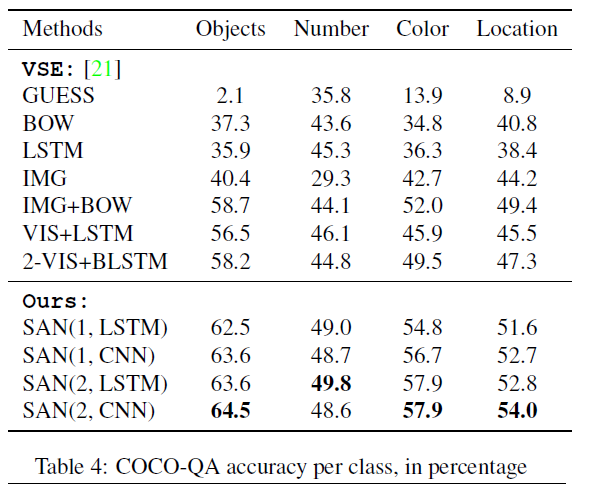 Methods Objects Number Color Location
VSE: [21]
GUESS 2.1 35.8 13.9 8.9
BOW 37.3 43.6 34.8 40.8
LSTM 35.9 45.3 36.3 38.4
IMG 40.4 29.3 42.7 44.2
IMG+BOW 58.7 44.1 52.0 49.4
VIS+LSTM 56.5 46.1 45.9 45.5
2-VIS+BLSTM 58.2 44.8 49.5 47.3
Ours:
SAN(1, LSTM) 62.5 49.0 54.8 51.6
SAN(1, CNN) 63.6 48.7 56.7 52.7
SAN(2, LSTM) 63.6 49.8 57.9 52.8
SAN(2, CNN) 64.5 48.6 57.9 54.0
Table 4: COCO-QA accuracy per class, in percentage